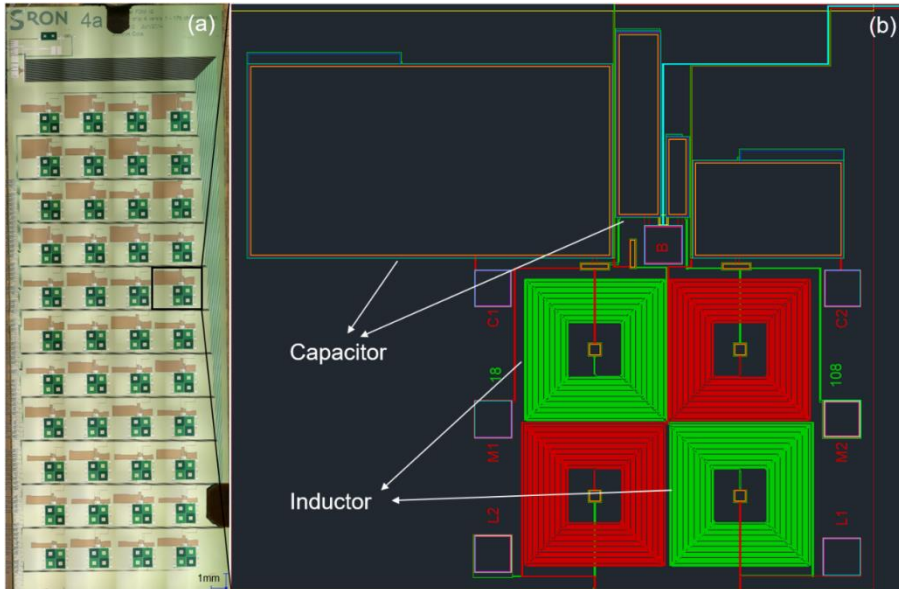 SRON 4a
(a)
1mm
(b)
B
C1
C2
Capacitor
18
108
M1
M2
Inductor
L2
L1